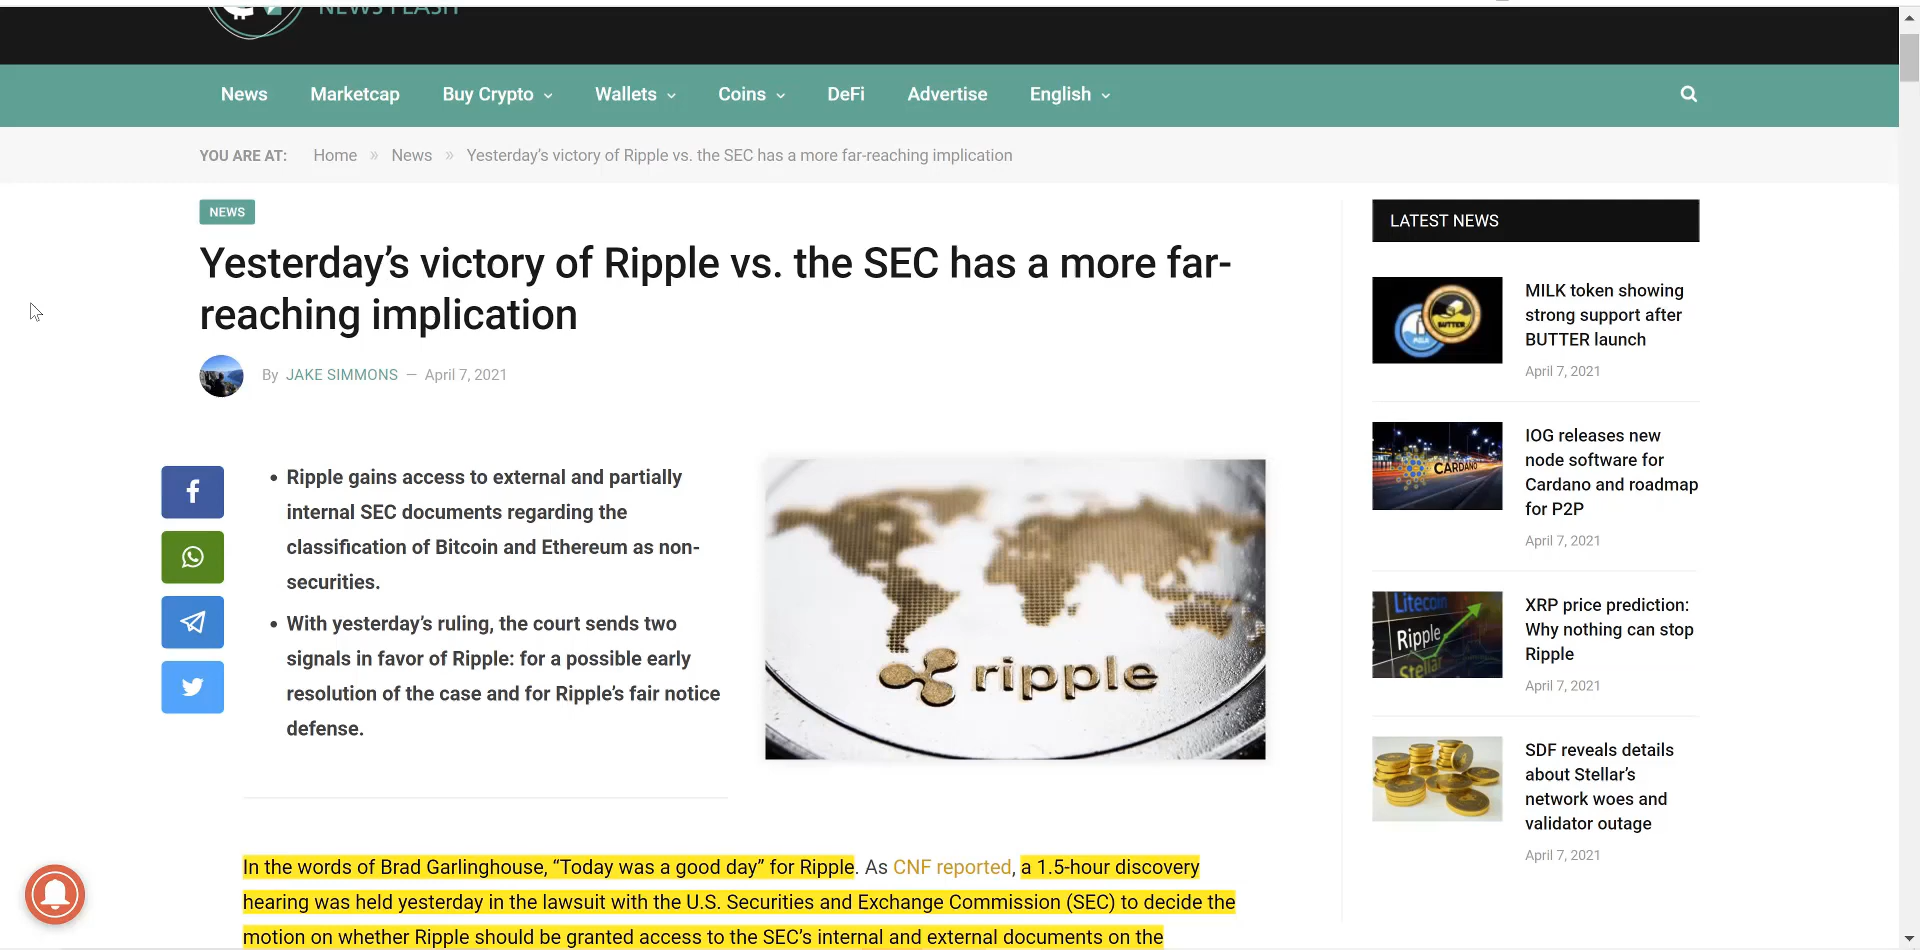 NEWS FLASH
News Marketcap Buy Crypto Wallets Coins DeFi Advertise English
YOU ARE AT: Home » News » Yesterday’s victory of Ripple vs. the SEC has a more far-reaching implication
NEWS
Yesterday’s victory of Ripple vs. the SEC has a more far-
reaching implication
By JAKE SIMMONS — April 7, 2021
• Ripple gains access to external and partially
internal SEC documents regarding the
classification of Bitcoin and Ethereum as non-
securities.
• With yesterday’s ruling, the court sends two
signals in favor of Ripple: for a possible early
resolution of the case and for Ripple’s fair notice
defense.
ripple
In the words of Brad Garlinghouse, “Today was a good day” for Ripple. As CNF reported, a 1.5-hour discovery
hearing was held yesterday in the lawsuit with the U.S. Securities and Exchange Commission (SEC) to decide the
motion on whether Ripple should be granted access to the SEC’s internal and external documents on the
LATEST NEWS
BUTTER
MILK
MILK token showing
strong support after
BUTTER launch
April 7, 2021
CARDANO
IOG releases new
node software for
Cardano and roadmap
for P2P
April 7, 2021
Litecoin
Ripple
Stellar
XRP price prediction:
Why nothing can stop
Ripple
April 7, 2021
SDF reveals details
about Stellar’s
network woes and
validator outage
April 7, 2021